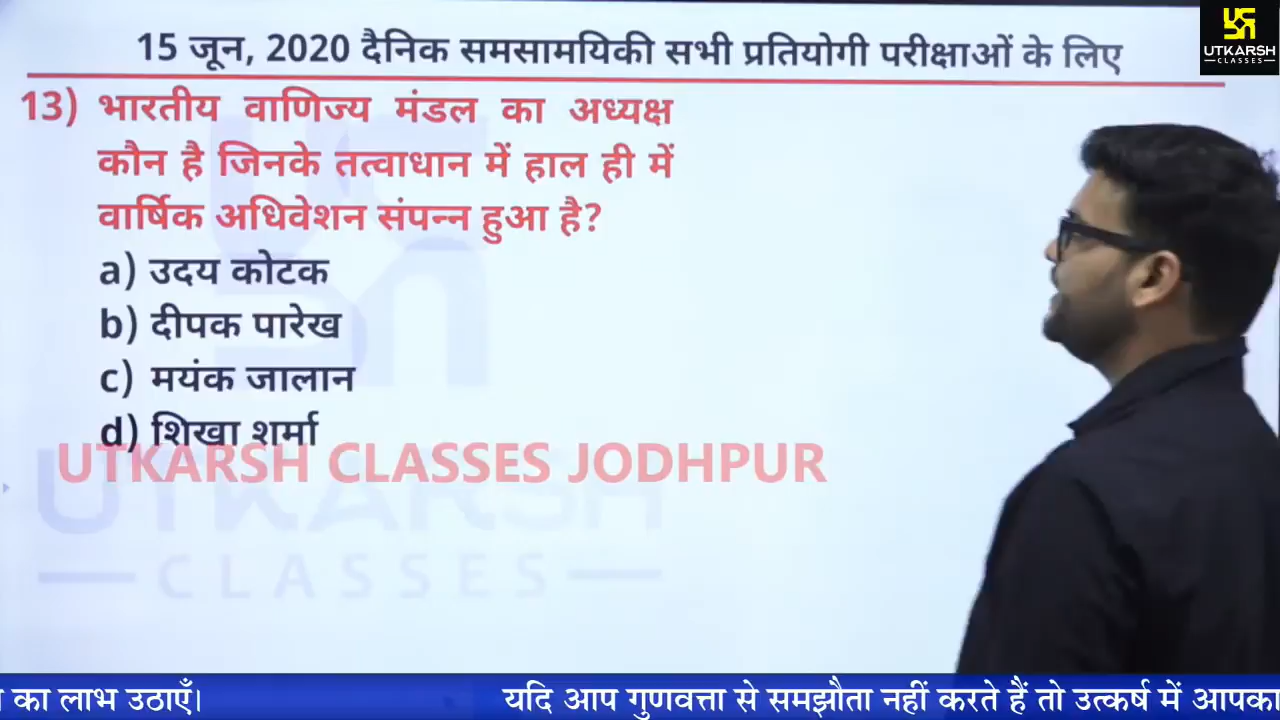 15 जून, 2020 दैनिक समसामयिकी सभी प्रतियोगी परीक्षाओं के लिए
UTKARSH
CLASSES
13) भारतीय वाणिज्य मंडल का अध्यक्ष
कौन है जिनके तत्वाधान में हाल ही में
वार्षिक अधिवेशन संपन्न हुआ है?
a) उदय कोटक
b) दीपक पारेख
c) मयंक जालान
d) शिखा शर्मा
UTKARSH CLASSES JODHPUR
UTKARSH
CLASSES
का लाभ उठाएँ। यदि आप गुणवत्ता से समझौता नहीं करते हैं तो उत्कर्ष में आपका